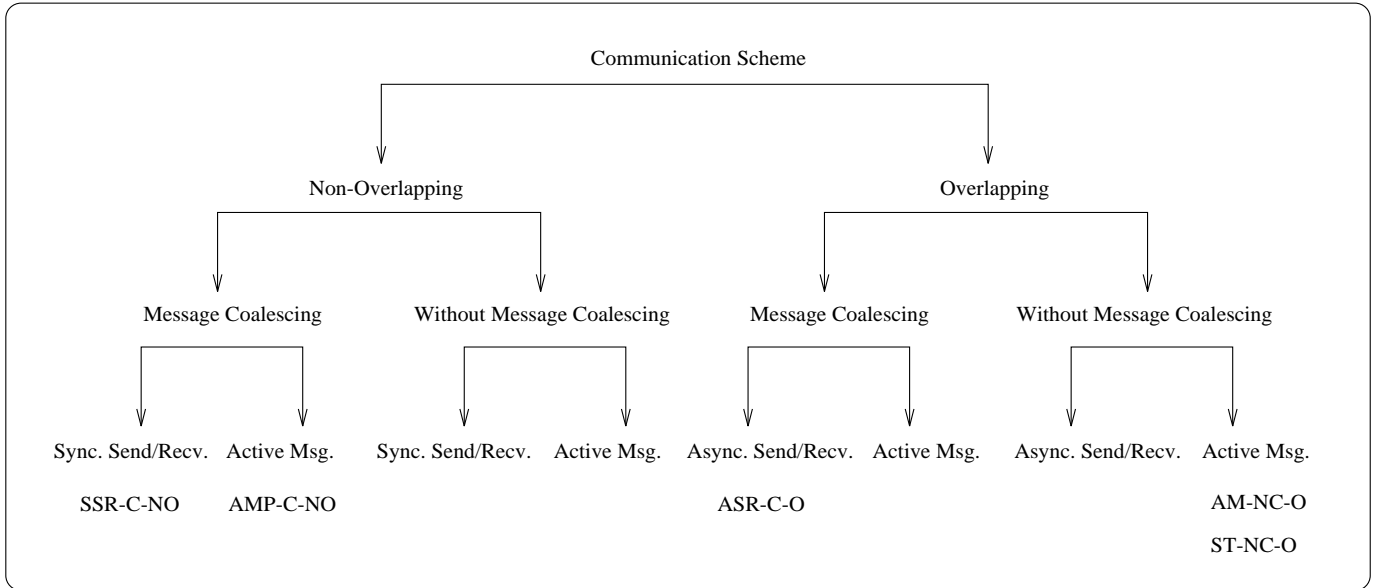 Communication Scheme
Non-Overlapping Overlapping
Message Coalescing Without Message Coalescing Message Coalescing Without Message Coalescing
Sync. Send/Recv. Active Msg. Sync. Send/Recv. Active Msg. Async. Send/Recv. Active Msg. Async. Send/Recv. Active Msg.
SSR-C-NO AMP-C-NO ASR-C-O AM-NC-O
ST-NC-O